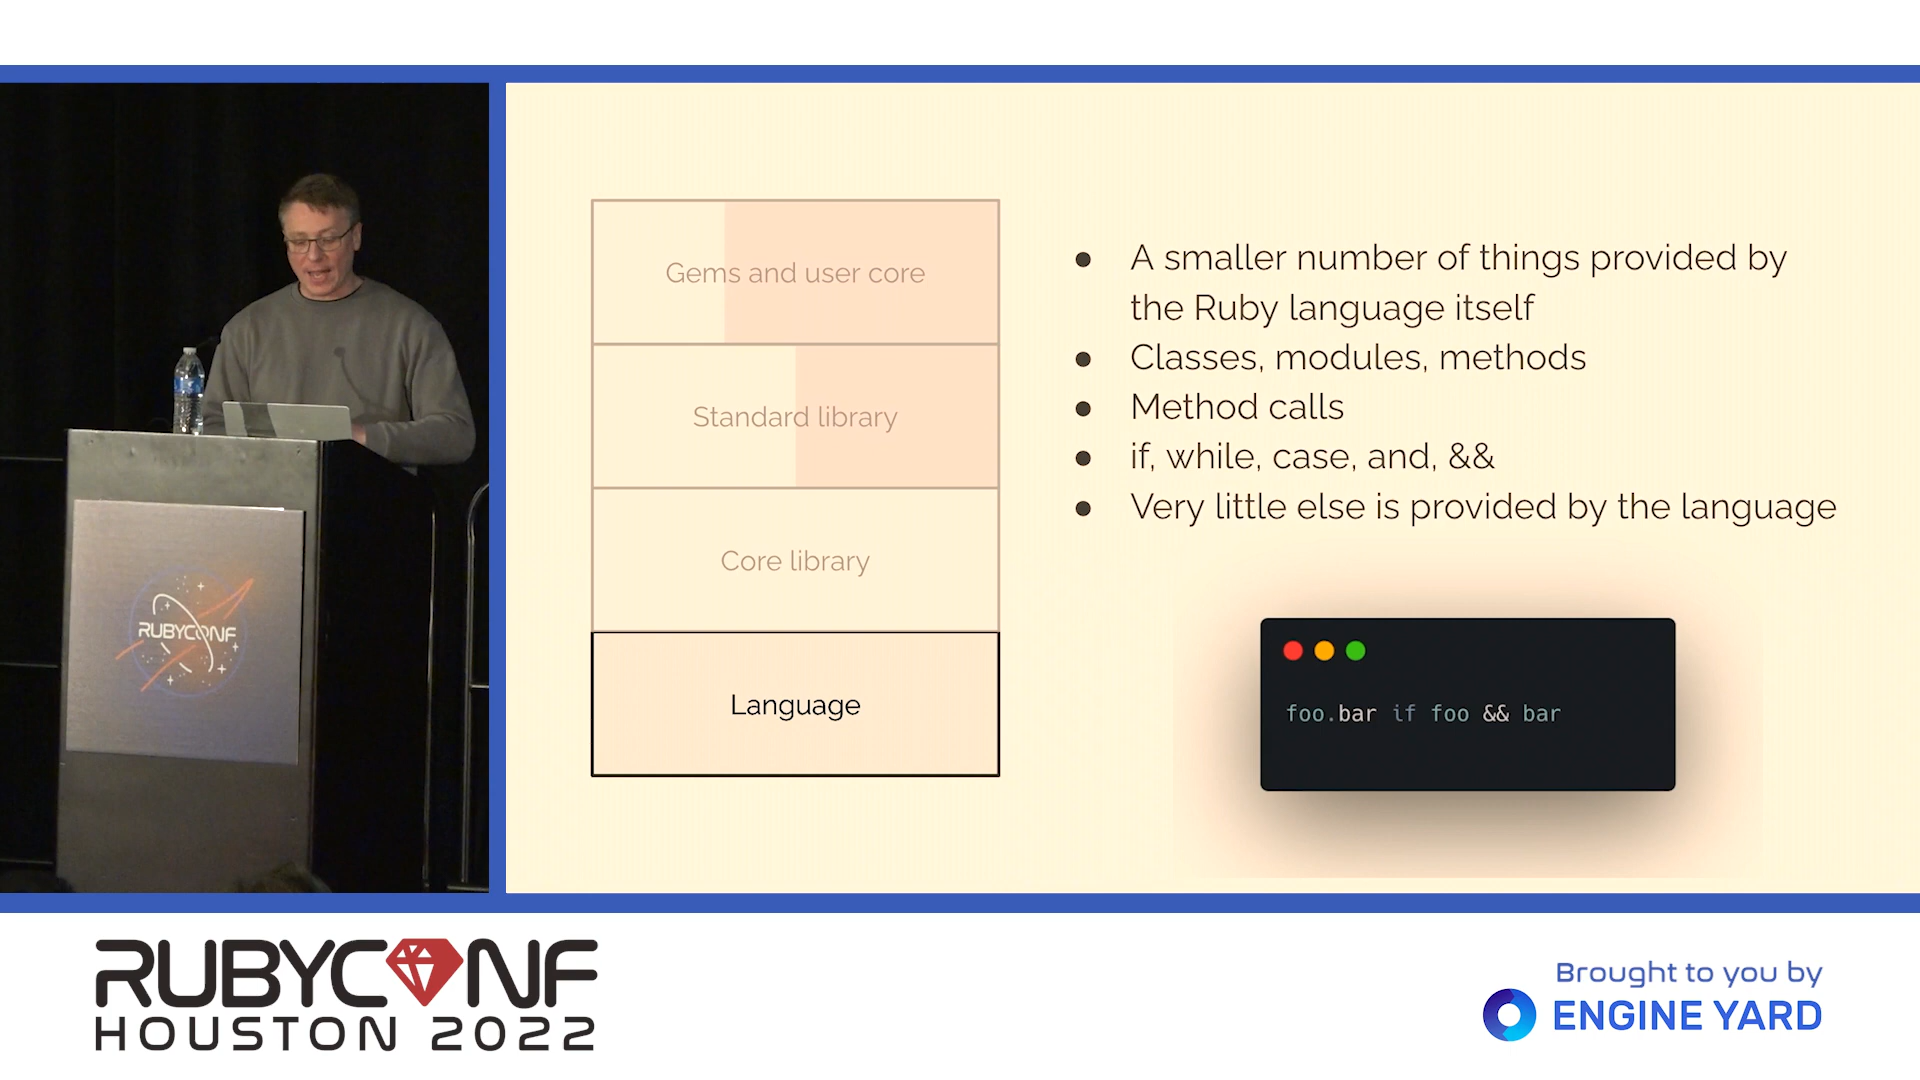 Gems and user core
Standard library
Core library
Language
● A smaller number of things provided by
the Ruby language itself
● Classes, modules, methods
● Method calls
● if, while, case, and, &&
● Very little else is provided by the language
foo.bar if foo && bar
RUBYCONF
RUBYCONF
HOUSTON 2022
Brought to you by
ENGINE YARD